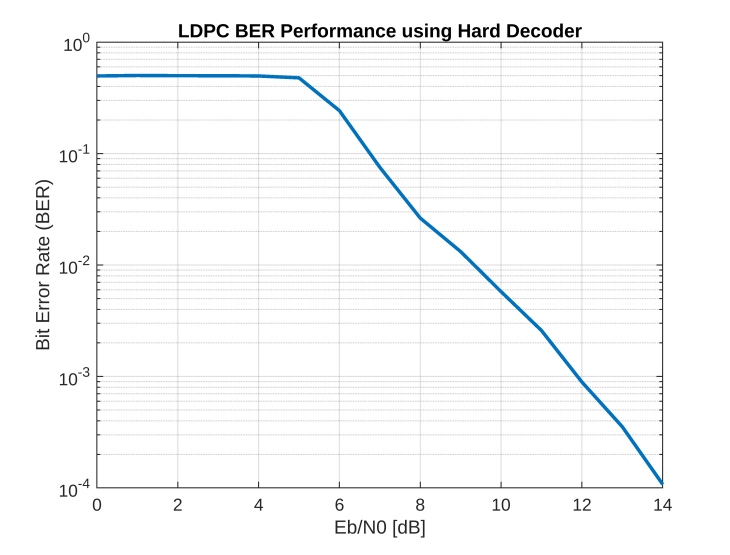 LDPC BER Performance using Hard Decoder
10^0
10^-1
10^-2
10^-3
10^-4
Bit Error Rate (BER)
0 2 4 6 8 10 12 14
Eb/N0 [dB]